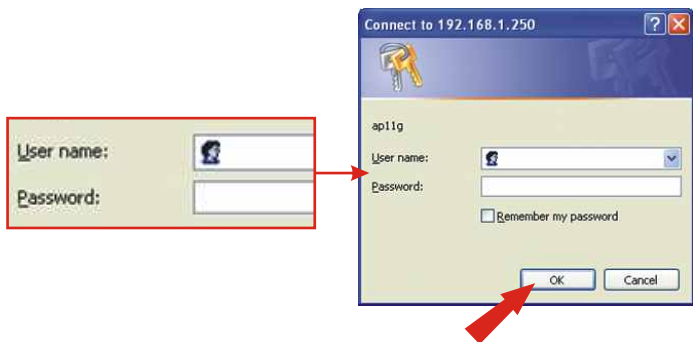 User name:
Password:
Connect to 192.168.1.250
ap11g
User name:
Password:
Remember my password
OK Cancel